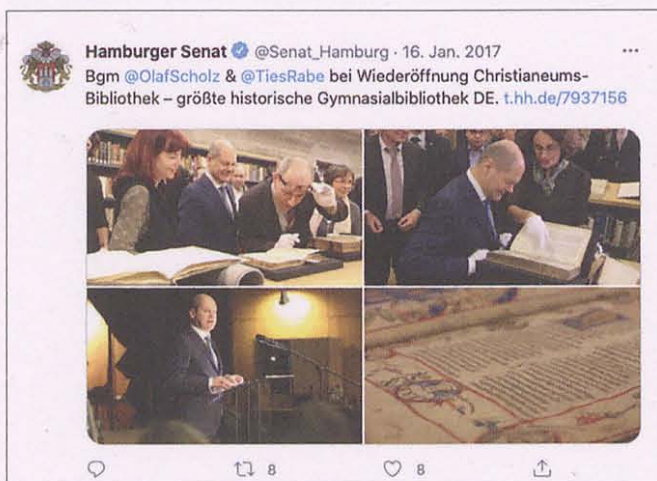 Hamburger Senat @Senat_Hamburg · 16. Jan. 2017 ···
Bgm @OlafScholz & @TiesRabe bei Wiederöffnung Christianeums-
Bibliothek – größte historische Gymnasialbibliothek DE. t.hh.de/7937156
8 8